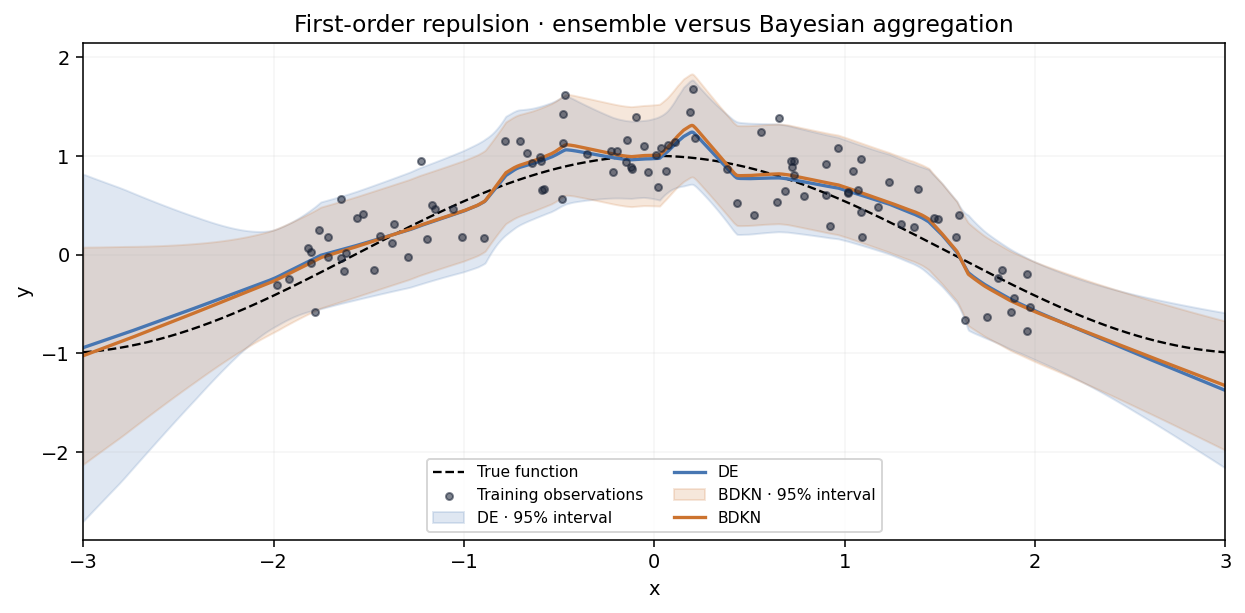 First-order repulsion · ensemble versus Bayesian aggregation
y
2
1
0
−1
−2
−3
−2
−1
0
1
2
3
x
True function
Training observations
DE · 95% interval
DE
BDKN · 95% interval
BDKN